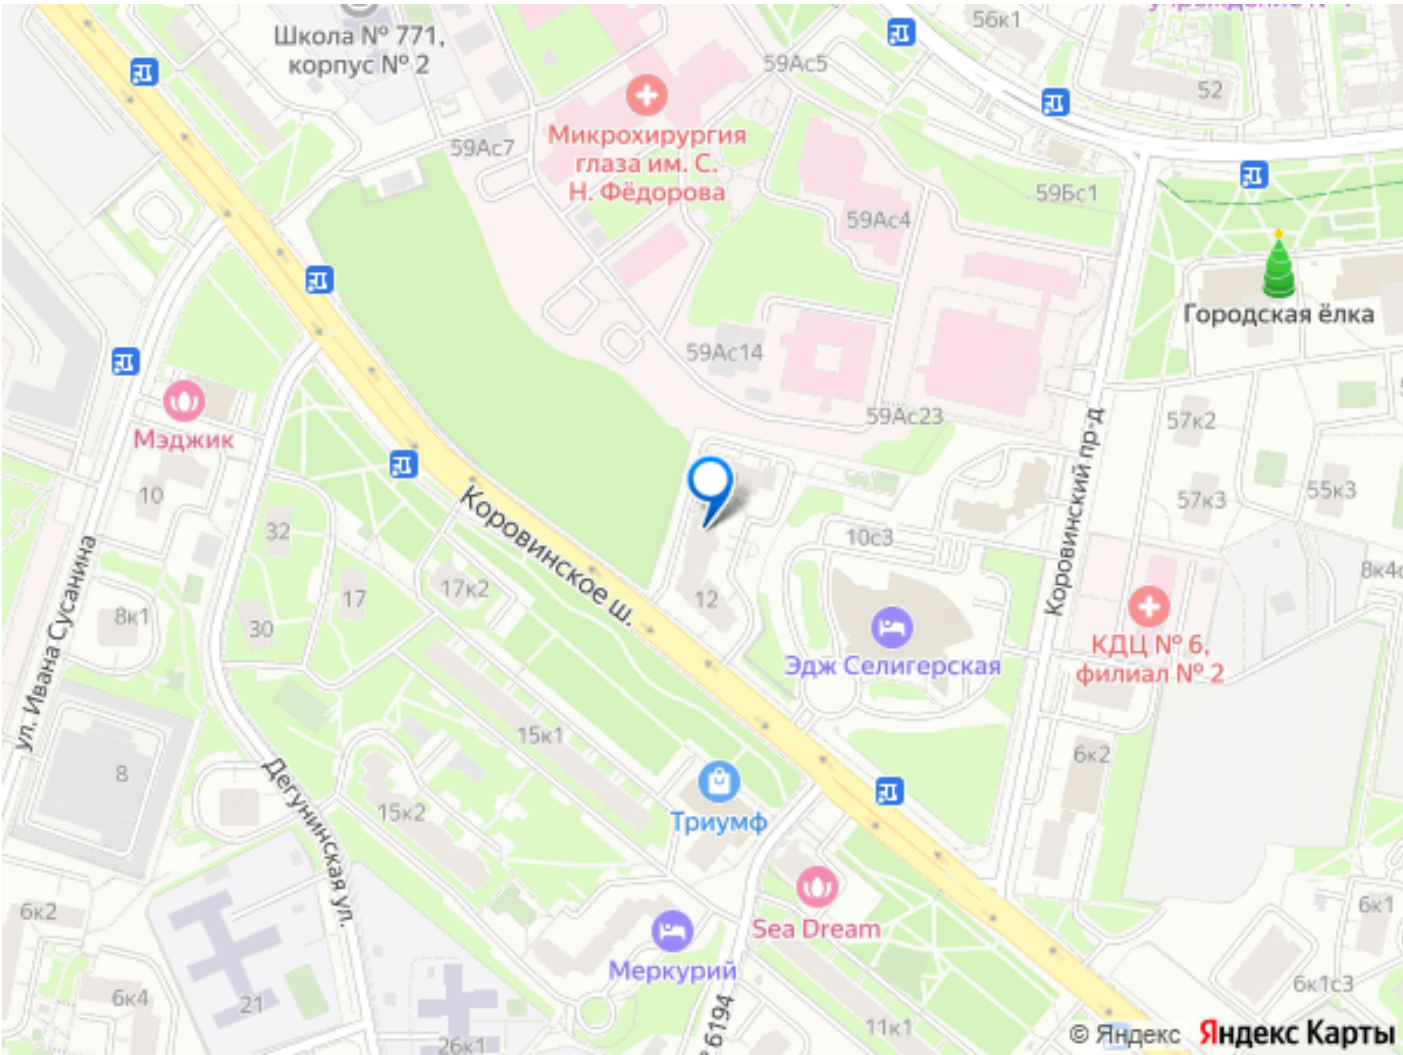 56к1
Школа № 771,
корпус № 2
59Ас5
52
Микрохирургия
глаза им. С.
Н. Фёдорова
59Ас7
59Бс1
59Ас4
Городская ёлка
59Ас14
59Ас23
57к2
Мэджик
10
57к3
55к3
Коровинское ш.
32
10с3
Коровинский пр-д
8к4с
17к2
17
12
8к1
30
ул. Ивана Сусанина
Эдж Селигерская
КДЦ № 6,
филиал № 2
15к1
6к2
8
Дегунинская ул.
15к2
Триумф
6к2
Sea Dream
6к1
Меркурий
6к4
21
6к1с3
6194
11к1
26к1
© Яндекс Яндекс Карты